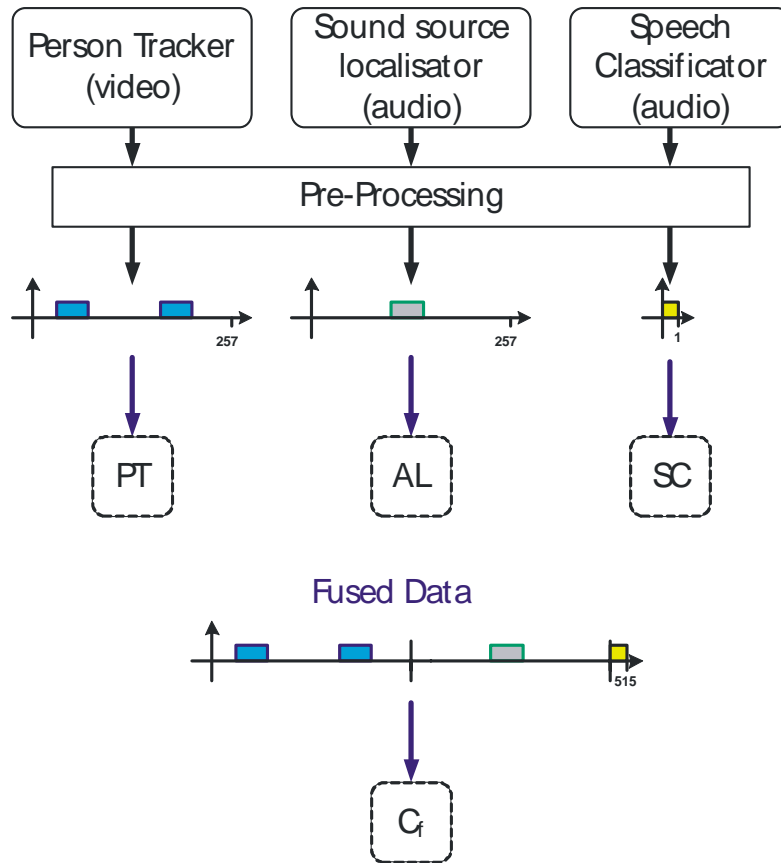 Person Tracker
(video)
Sound source
localisator
(audio)
Speech
Classificator
(audio)
Pre-Processing
257
257
1
PT
AL
SC
Fused Data
515
Cf